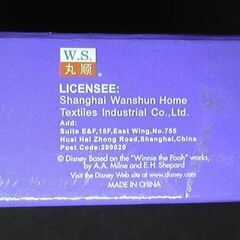 W.S.
丸顺
LICENSEE:
Shanghai Wanshun Home
Textiles Industrial Co.,Ltd.
Add:
Suite E&F,15F,East Wing,No.755
Huai Hai Zhong Road,Shanghai,China
Post Code:200020
© Disney Based on the "Winnie the Pooh" works,
by A.A. Milne and E.H. Shepard
Visit the Disney Web site at www.disney.com
MADE IN CHINA